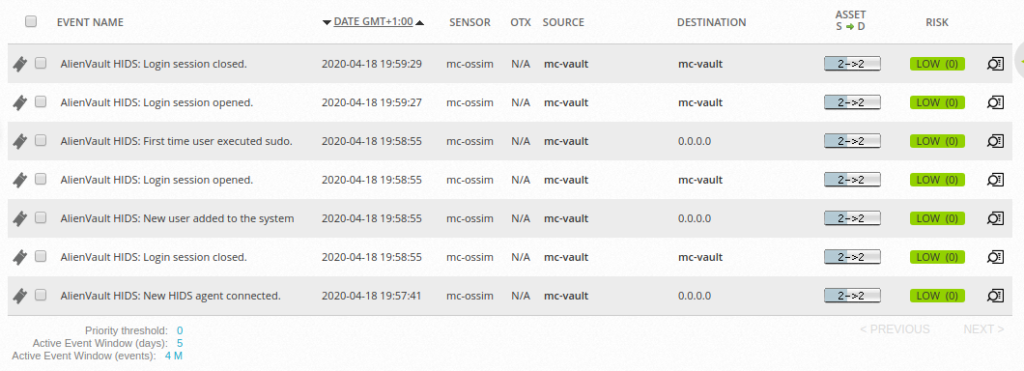 EVENT NAME DATE GMT+1:00 SENSOR OTX SOURCE DESTINATION ASSET S D RISK
AlienVault HIDS: Login session closed. 2020-04-18 19:59:29 mc-ossim N/A mc-vault mc-vault 2->2 LOW (0)
AlienVault HIDS: Login session opened. 2020-04-18 19:59:27 mc-ossim N/A mc-vault mc-vault 2->2 LOW (0)
AlienVault HIDS: First time user executed sudo. 2020-04-18 19:58:55 mc-ossim N/A mc-vault 0.0.0.0 2->2 LOW (0)
AlienVault HIDS: Login session opened. 2020-04-18 19:58:55 mc-ossim N/A mc-vault mc-vault 2->2 LOW (0)
AlienVault HIDS: New user added to the system 2020-04-18 19:58:55 mc-ossim N/A mc-vault 0.0.0.0 2->2 LOW (0)
AlienVault HIDS: Login session closed. 2020-04-18 19:58:55 mc-ossim N/A mc-vault mc-vault 2->2 LOW (0)
AlienVault HIDS: New HIDS agent connected. 2020-04-18 19:57:41 mc-ossim N/A mc-vault 0.0.0.0 2->2 LOW (0)
Priority threshold: 0 < PREVIOUS NEXT >
Active Event Window (days): 5
Active Event Window (events): 4 M